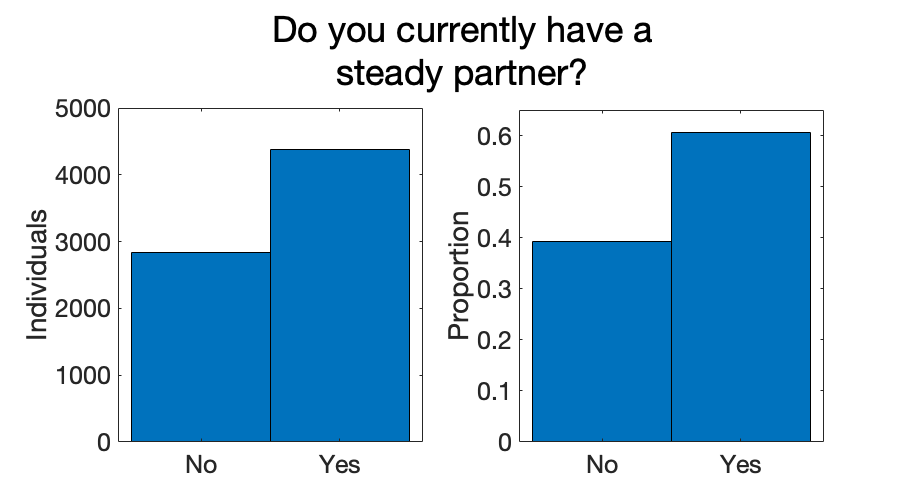 Do you currently have a
steady partner?
5000
4000
3000
2000
1000
0
Individuals
No Yes
0.6
0.5
0.4
0.3
0.2
0.1
0
Proportion
No Yes